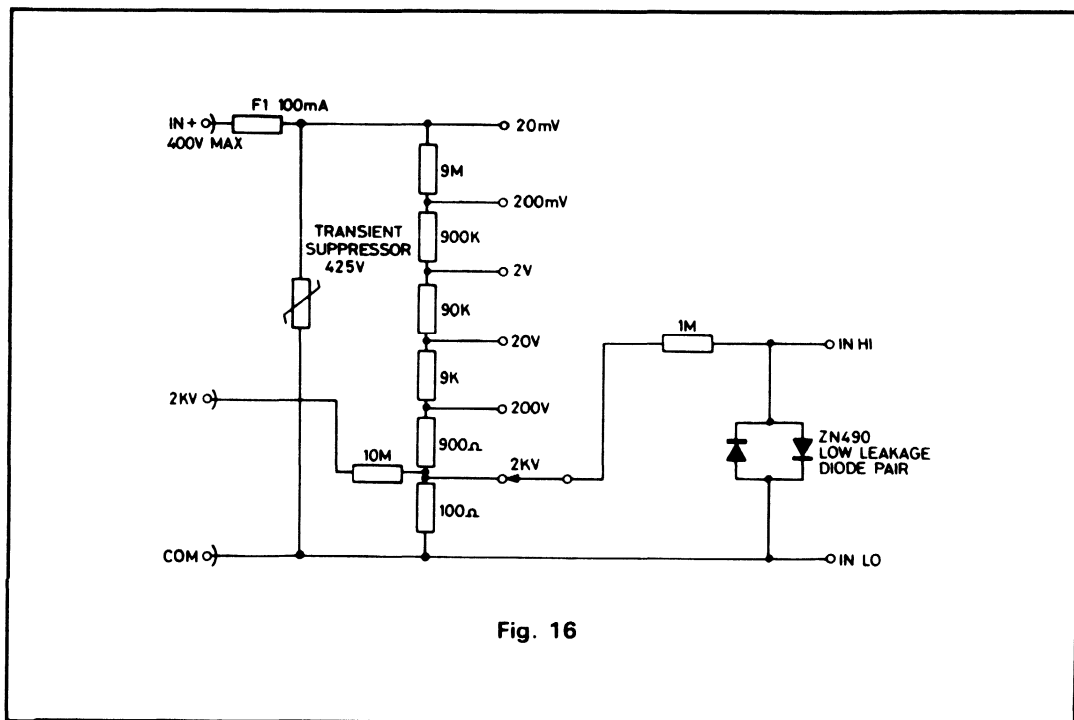 F1 100mA
IN+
400V MAX
20mV
9M
200mV
TRANSIENT
SUPPRESSOR
425V
900K
2V
90K
20V
1M
IN HI
9K
2KV
200V
900Ω
ZN490
LOW LEAKAGE
DIODE PAIR
10M
2KV
100Ω
COM
IN LO
Fig. 16